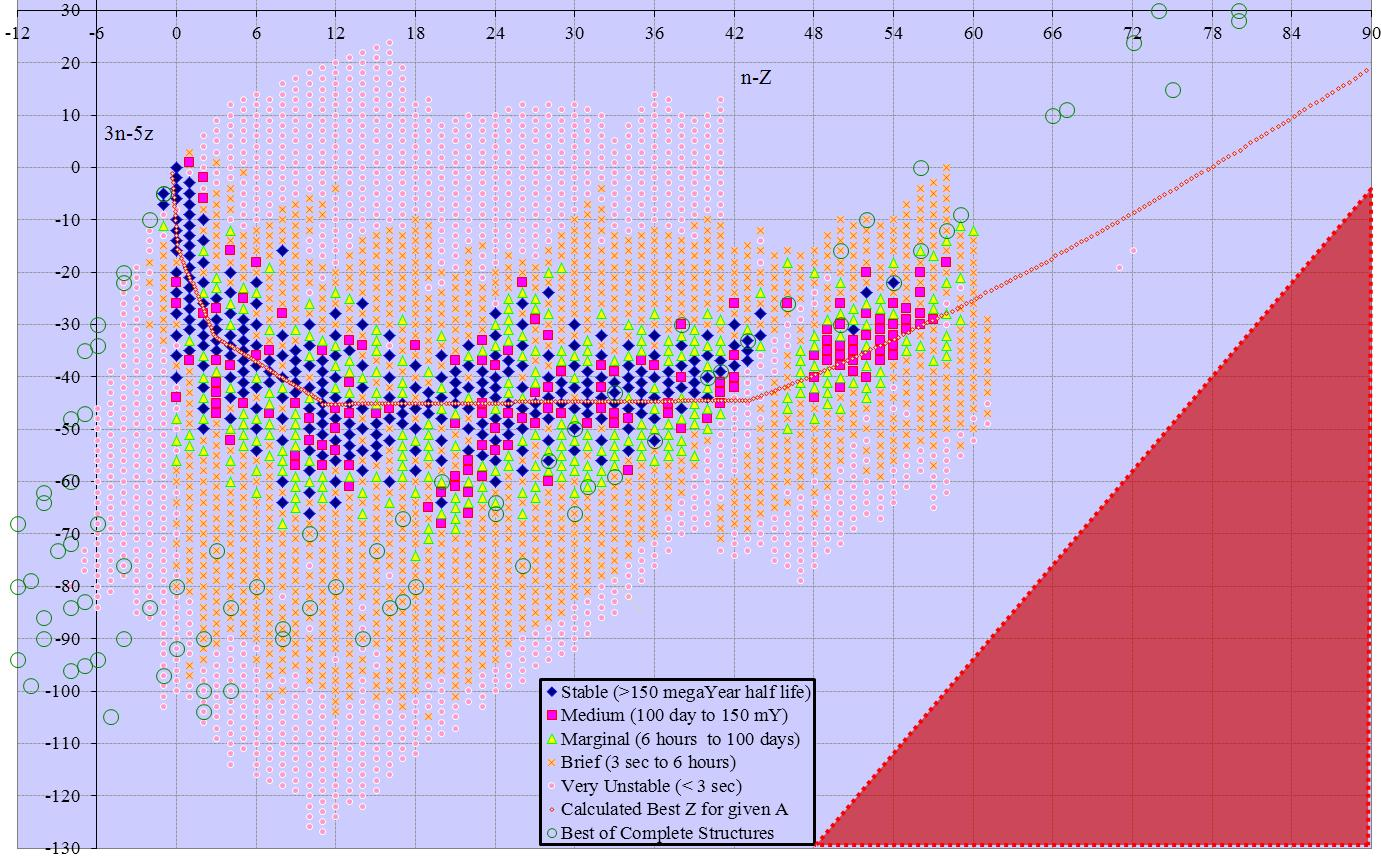 30
-12 -6 0 6 12 18 24 30 36 42 48 54 60 66 72 78 84 90
20
n-Z
10
3n-5z
0
-10
-20
-30
-40
-50
-60
-70
-80
-90
-100
-110
-120
-130
Stable (>150 megaYear half life)
Medium (100 day to 150 mY)
Marginal (6 hours to 100 days)
Brief (3 sec to 6 hours)
Very Unstable (< 3 sec)
Calculated Best Z for given A
Best of Complete Structures